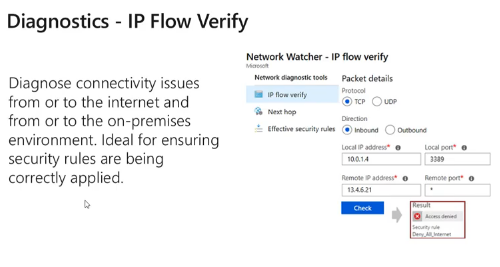 Diagnostics - IP Flow Verify
Diagnose connectivity issues
from or to the internet and
from or to the on-premises
environment. Ideal for ensuring
security rules are being
correctly applied.
Network Watcher - IP flow verify
Microsoft
Network diagnostic tools
IP flow verify
Next hop
Effective security rules
Packet details
Protocol
TCP UDP
Direction
Inbound Outbound
Local IP address* Local port*
10.0.1.4 3389
Remote IP address* Remote port*
13.4.6.21 *
Check
Result
Access denied
Security rule
Deny_All_Internet